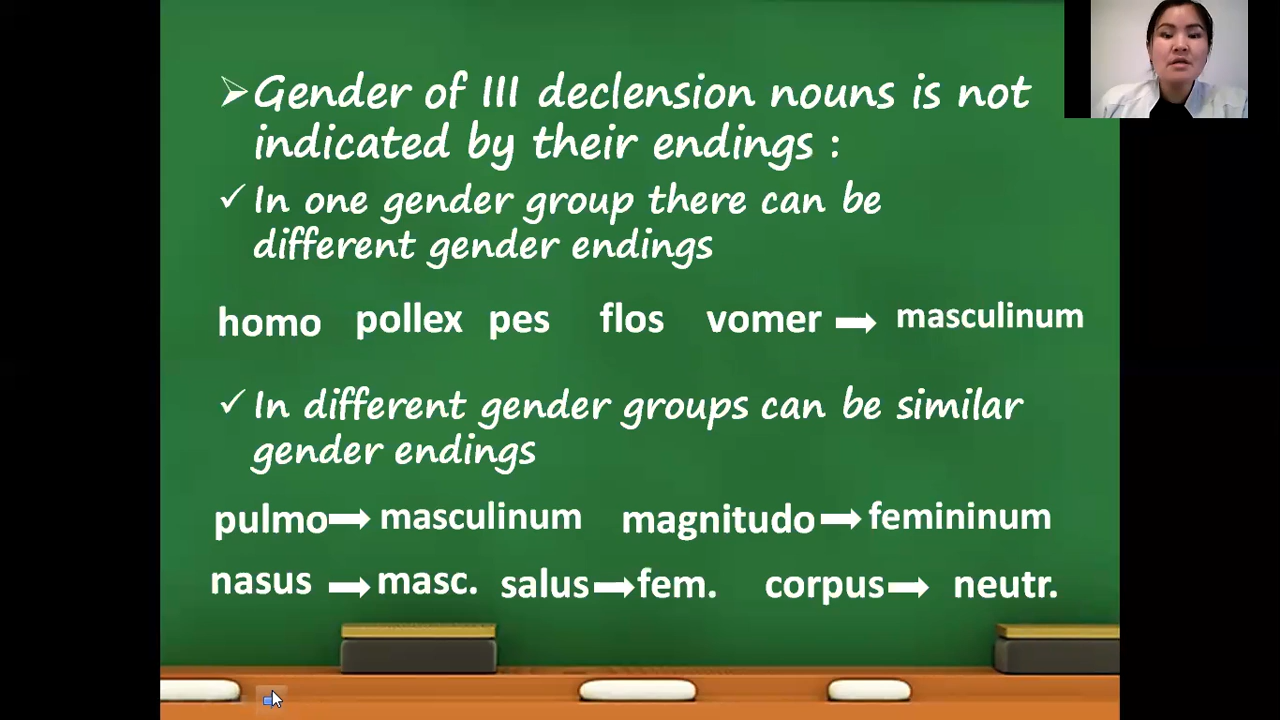 Gender of III declension nouns is not
indicated by their endings :
In one gender group there can be
different gender endings
homo pollex pes flos vomer masculinum
In different gender groups can be similar
gender endings
pulmo masculinum magnitudo femininum
nasus masc. salus fem. corpus neutr.